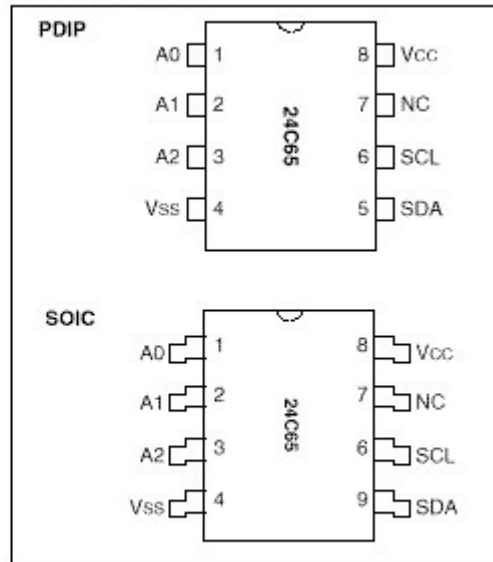 PDIP
A0 1 8 Vcc
A1 2 7 NC
24C65
A2 3 6 SCL
Vss 4 5 SDA
SOIC
A0 1 8 Vcc
A1 2 7 NC
24C65
A2 3 6 SCL
Vss 4 9 SDA